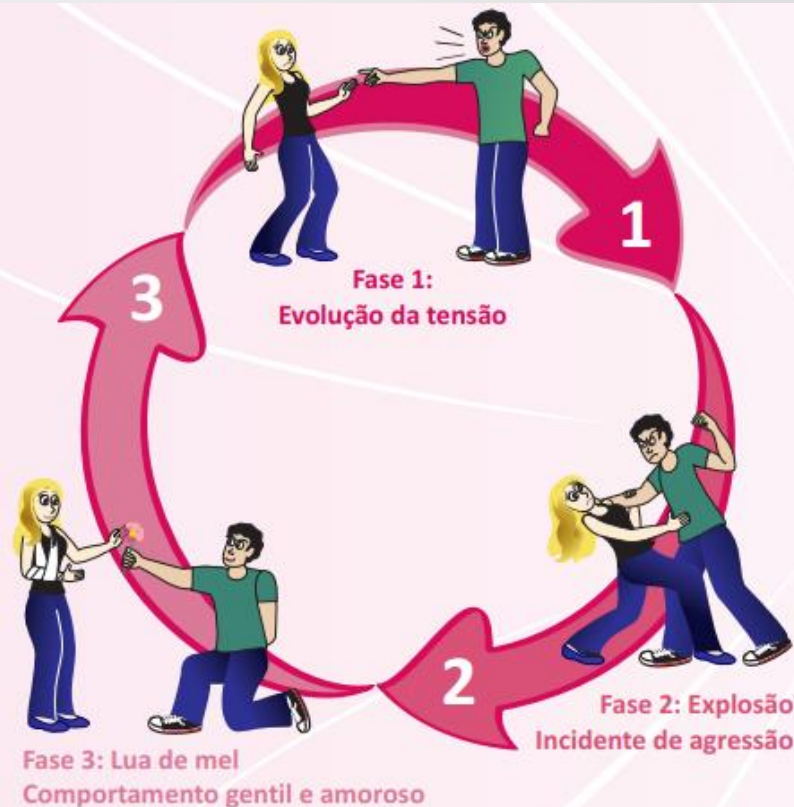 1
Fase 1:
Evolução da tensão
3
2
Fase 2: Explosão
Incidente de agressão
Fase 3: Lua de mel
Comportamento gentil e amoroso